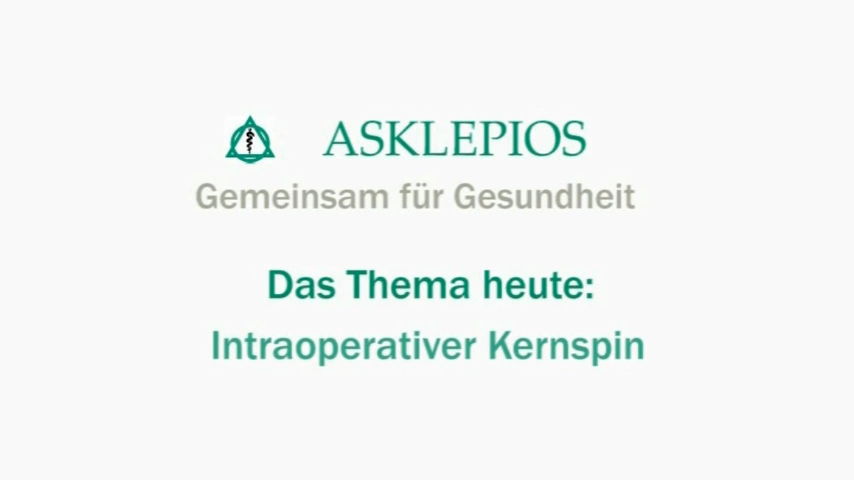 ASKLEPIOS
Gemeinsam für Gesundheit
Das Thema heute:
Intraoperativer Kernspin